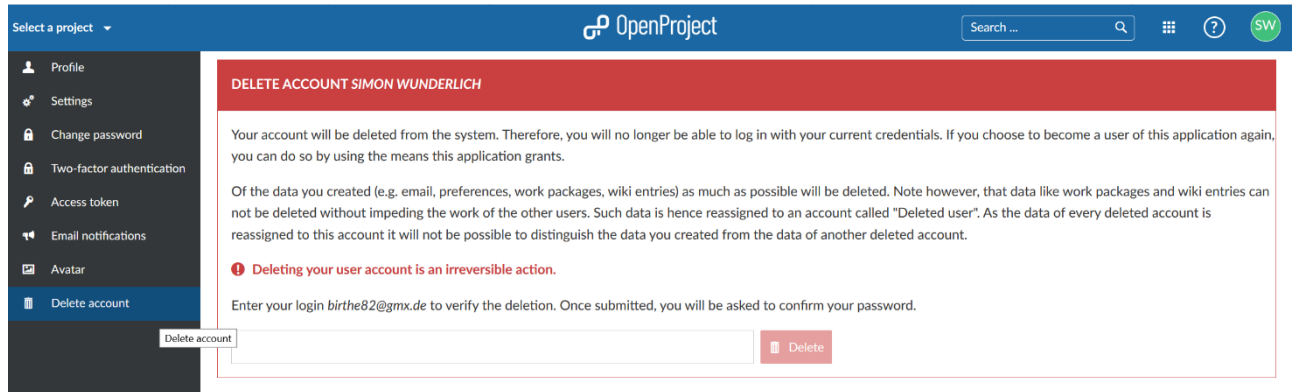 Select a project
OpenProject
Search ...
?
SW
Profile
Settings
Change password
Two-factor authentication
Access token
Email notifications
Avatar
Delete account
Delete account
DELETE ACCOUNT SIMON WUNDERLICH
Your account will be deleted from the system. Therefore, you will no longer be able to log in with your current credentials. If you choose to become a user of this application again,
you can do so by using the means this application grants.
Of the data you created (e.g. email, preferences, work packages, wiki entries) as much as possible will be deleted. Note however, that data like work packages and wiki entries can
not be deleted without impeding the work of the other users. Such data is hence reassigned to an account called "Deleted user". As the data of every deleted account is
reassigned to this account it will not be possible to distinguish the data you created from the data of another deleted account.
Deleting your user account is an irreversible action.
Enter your login birthe82@gmx.de to verify the deletion. Once submitted, you will be asked to confirm your password.
Delete